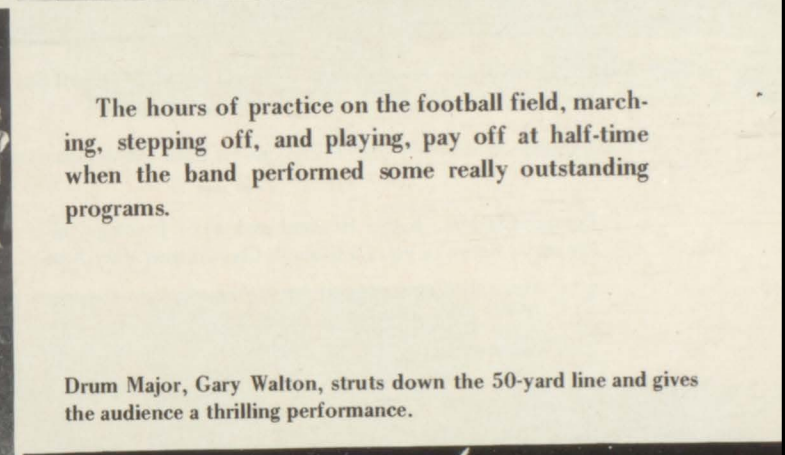 The hours of practice on the football field, march-
ing, stepping off, and playing, pay off at half-time
when the band performed some really outstanding
programs.
Drum Major, Gary Walton, struts down the 50-yard line and gives
the audience a thrilling performance.